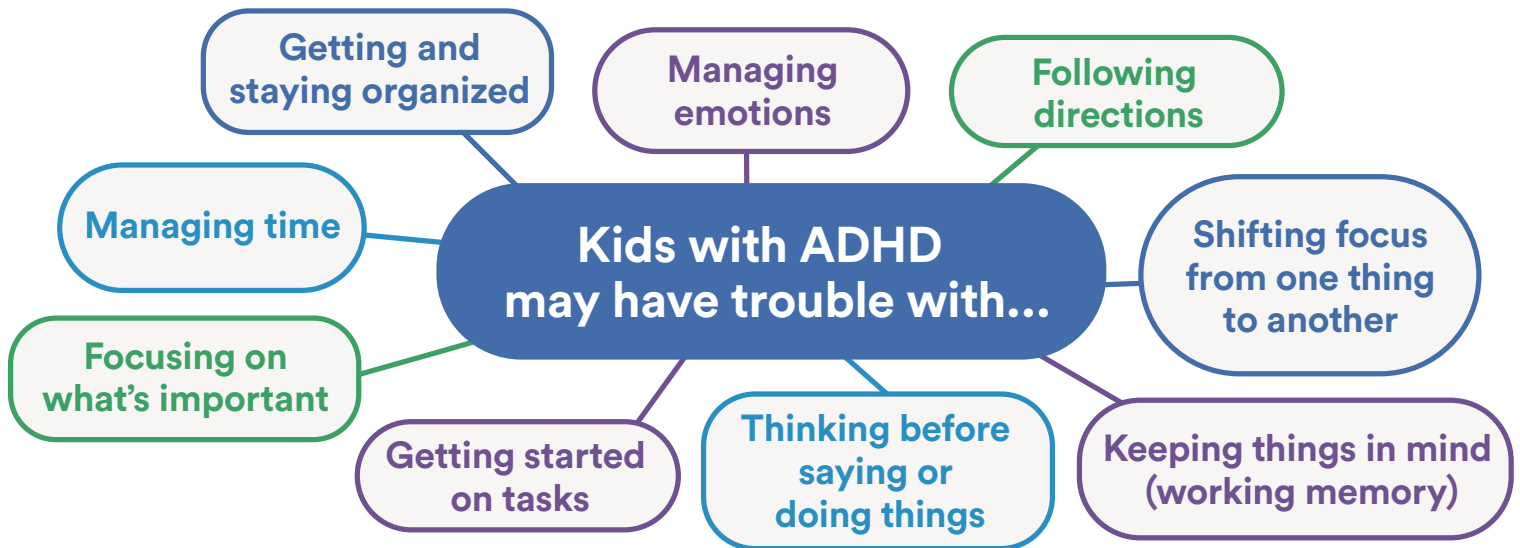 Getting and
staying organized
Managing
emotions
Following
directions
Managing time
Kids with ADHD
may have trouble with...
Shifting focus
from one thing
to another
Focusing on
what’s important
Getting started
on tasks
Thinking before
saying or
doing things
Keeping things in mind
(working memory)